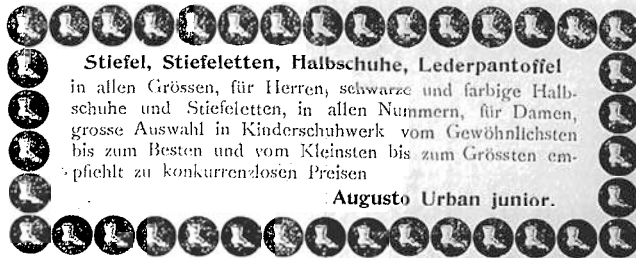 Stiefel, Stiefeletten, Halbschuhe, Lederpantoffel
in allen Grössen, für Herren, schwarze und farbige Halb-
schuhe und Stiefeletten, in allen Nummern, für Damen,
grosse Auswahl in Kinderschuhwerk vom Gewöhnlichsten
bis zum Besten und vom Kleinsten bis zum Grössten em-
pfiehlt zu konkurrenzlosen Preisen
Augusto Urban junior.